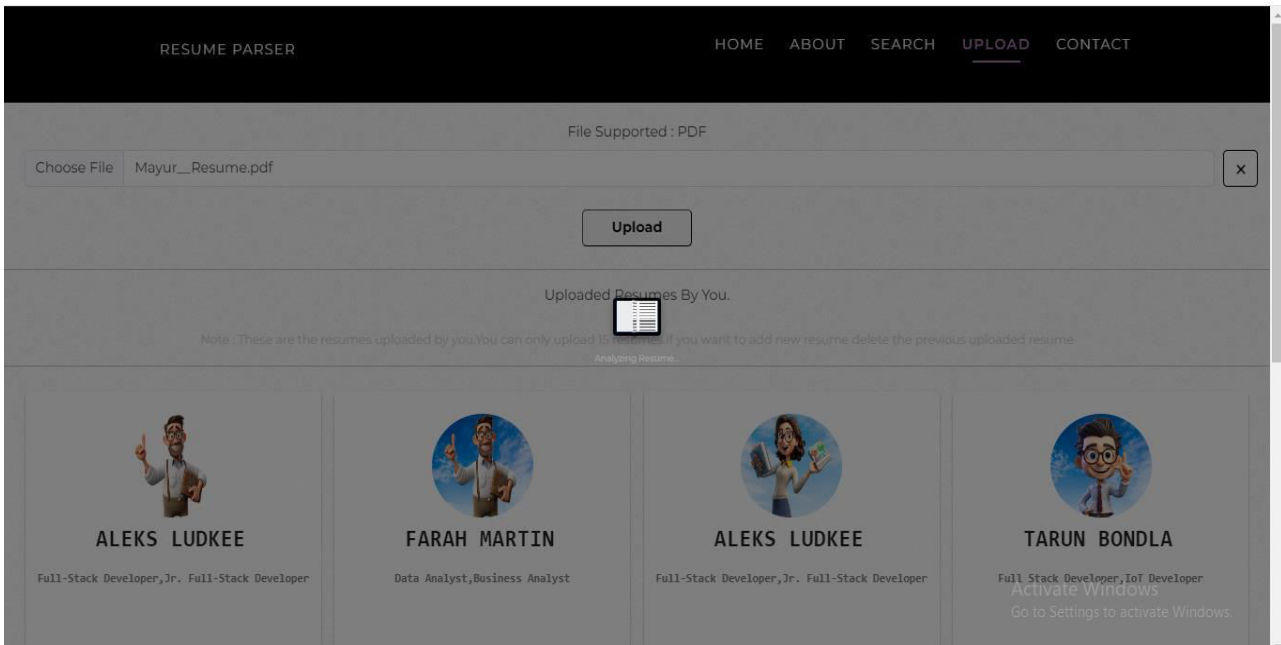 RESUME PARSER HOME ABOUT SEARCH UPLOAD CONTACT
File Supported : PDF
Choose File Mayur__Resume.pdf X
Upload
Uploaded Resumes By You.
Note : These are the resumes uploaded by you.You can only upload 15 resumes.if you want to add new resume delete the previous uploaded resume
Analyzing Resume...
ALEKS LUDKEE FARAH MARTIN ALEKS LUDKEE TARUN BONDLA
Full-Stack Developer,Jr. Full-Stack Developer Data Analyst,Business Analyst Full-Stack Developer,Jr. Full-Stack Developer Full Stack Developer,IoT Developer
Activate Windows
Go to Settings to activate Windows.